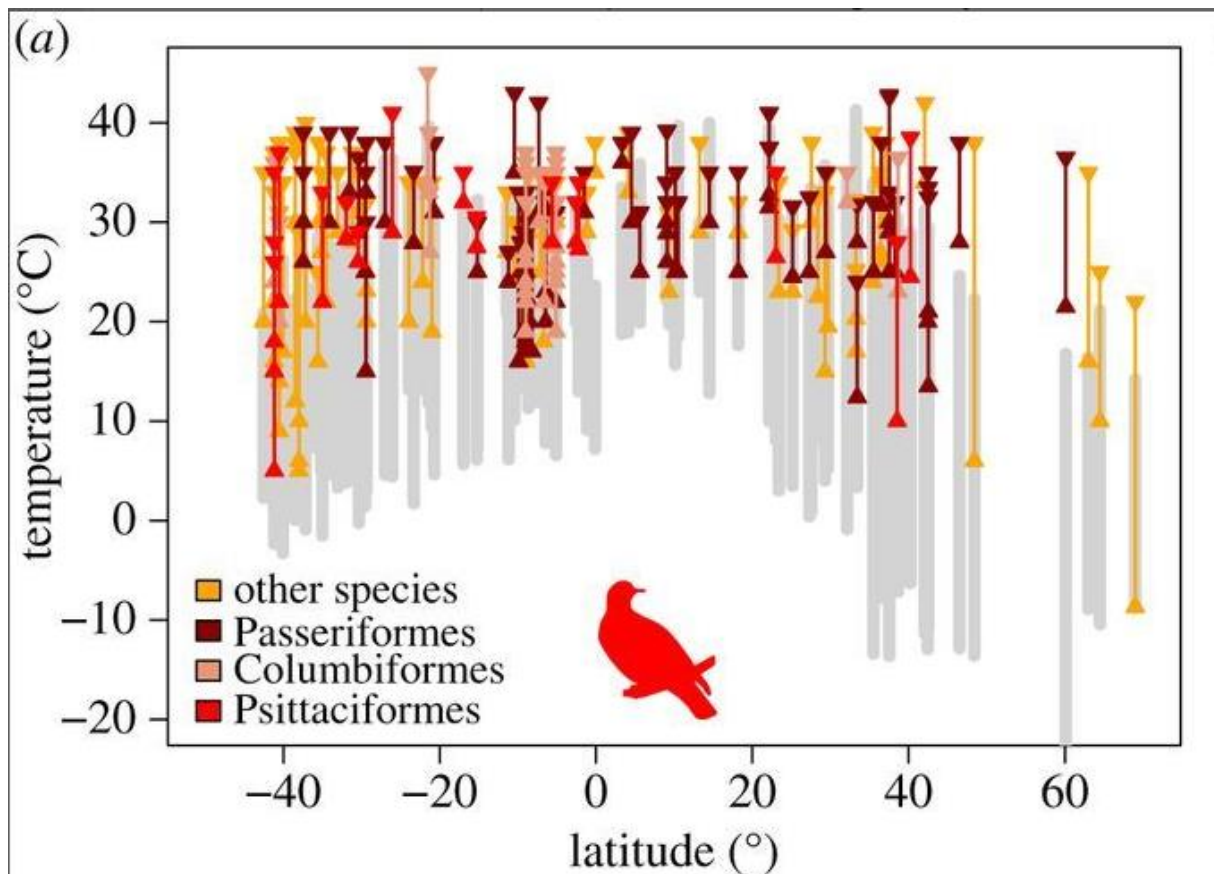 (a)
temperature (°C)
40
30
20
10
0
−10
−20
other species
Passeriformes
Columbiformes
Psittaciformes
−40
−20
0
20
40
60
latitude (°)